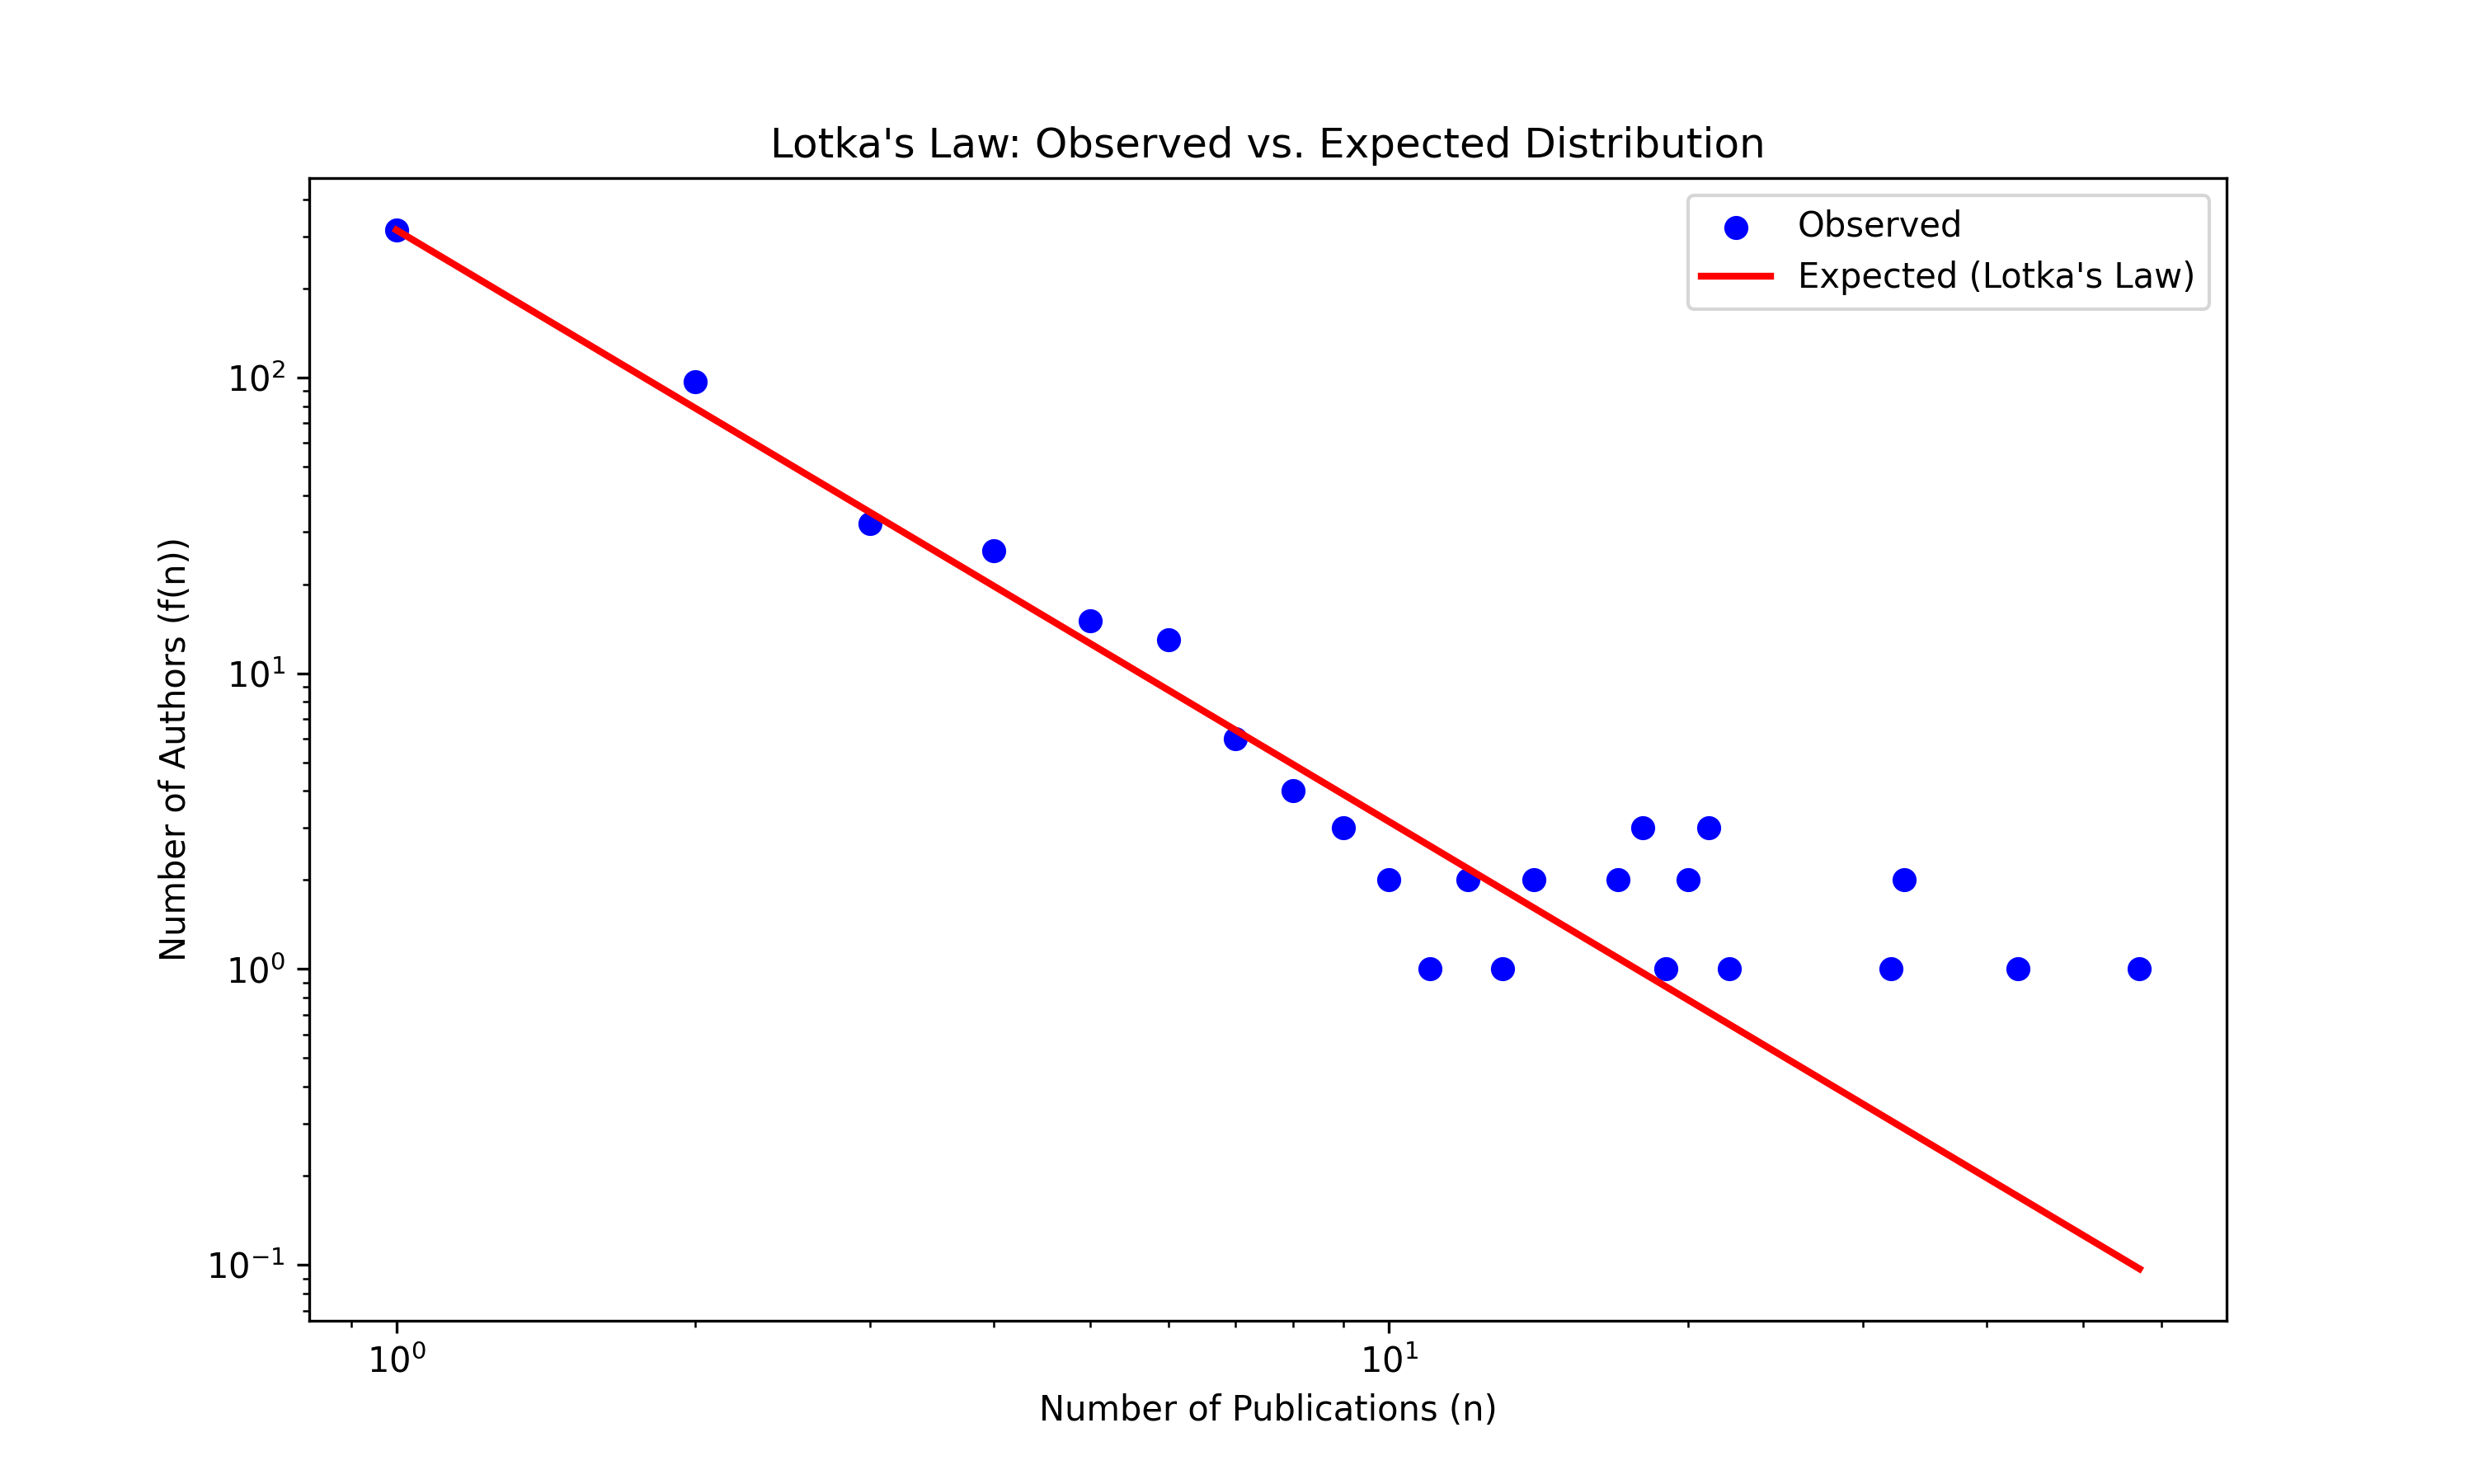 Lotka's Law: Observed vs. Expected Distribution
Observed
Expected (Lotka's Law)
Number of Authors (f(n))
10²
10¹
10⁰
10⁻¹
10⁰
10¹
Number of Publications (n)